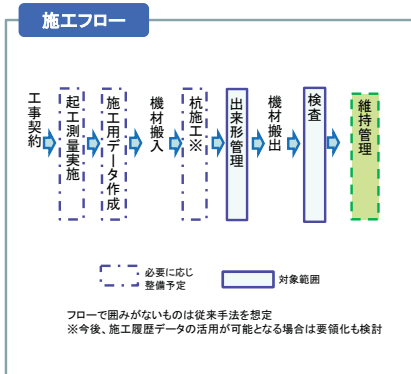 施工フロー
工事契約
起工測量実施
施工用データ作成
機材搬入
杭施工※
出来形管理
機材搬出
検査
維持管理
必要に応じ
整備予定
対象範囲
フローで囲みがないものは従来手法を想定
※今後、施工履歴データの活用が可能となる場合は要領化も検討